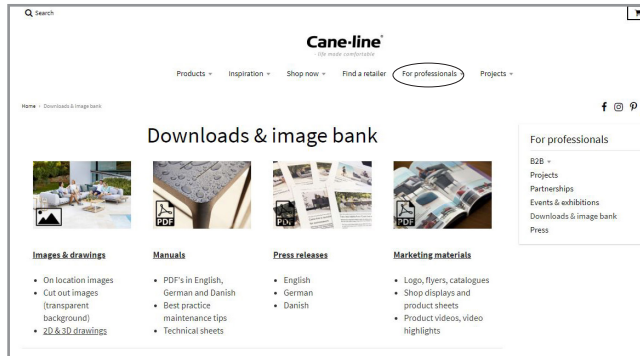 Search
Cane-line®
life made comfortable
Products Inspiration Shop now Find a retailer For professionals Projects
Home › Downloads & image bank
Downloads & image bank
For professionals
B2B
Projects
Partnerships
Events & exhibitions
Downloads & image bank
Press
PDF
PDF
Images & drawings
On location images
Cut out images
(transparent
background)
2D & 3D drawings
Manuals
PDF's in English,
German and Danish
Best practice
maintenance tips
Technical sheets
Press releases
English
German
Danish
Marketing materials
Logo, flyers, catalogues
Shop displays and
product sheets
Product videos, video
highlights